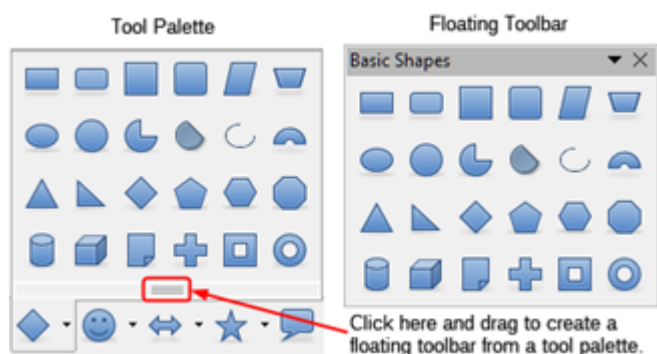 Tool Palette
Floating Toolbar
Basic Shapes
Click here and drag to create a
floating toolbar from a tool palette.